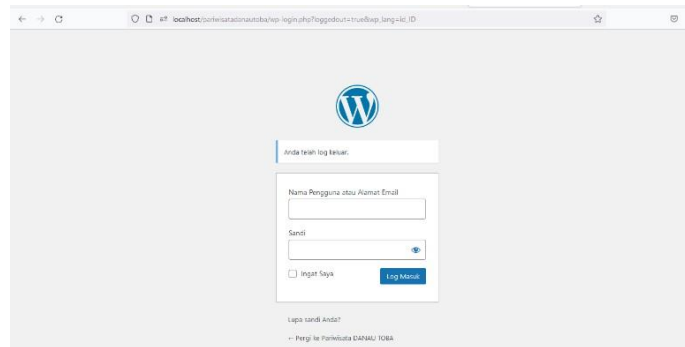 localhost/pariwisatadanautoba/wp-login.php?loggedout=true&wp_lang=id_ID
Anda telah log keluar.
Nama Pengguna atau Alamat Email
Sandi
Ingat Saya
Log Masuk
Lupa sandi Anda?
← Pergi ke Pariwisata DANAU TOBA